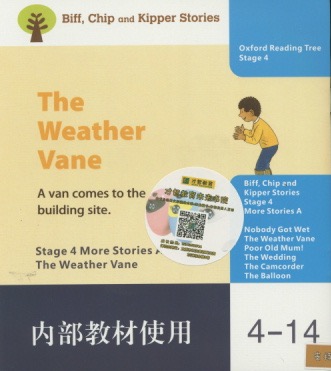 Biff, Chip and Kipper Stories
Oxford Reading Tree
Stage 4
The
Weather
Vane
A van comes to the
building site.
Biff, Chip and
Kipper Stories
Stage 4
More Stories A
Nobody Got Wet
The Weather Vane
Poor Old Mum!
The Wedding
The Camcorder
The Balloon
Stage 4 More Stories A
The Weather Vane
内部教材使用
4-14